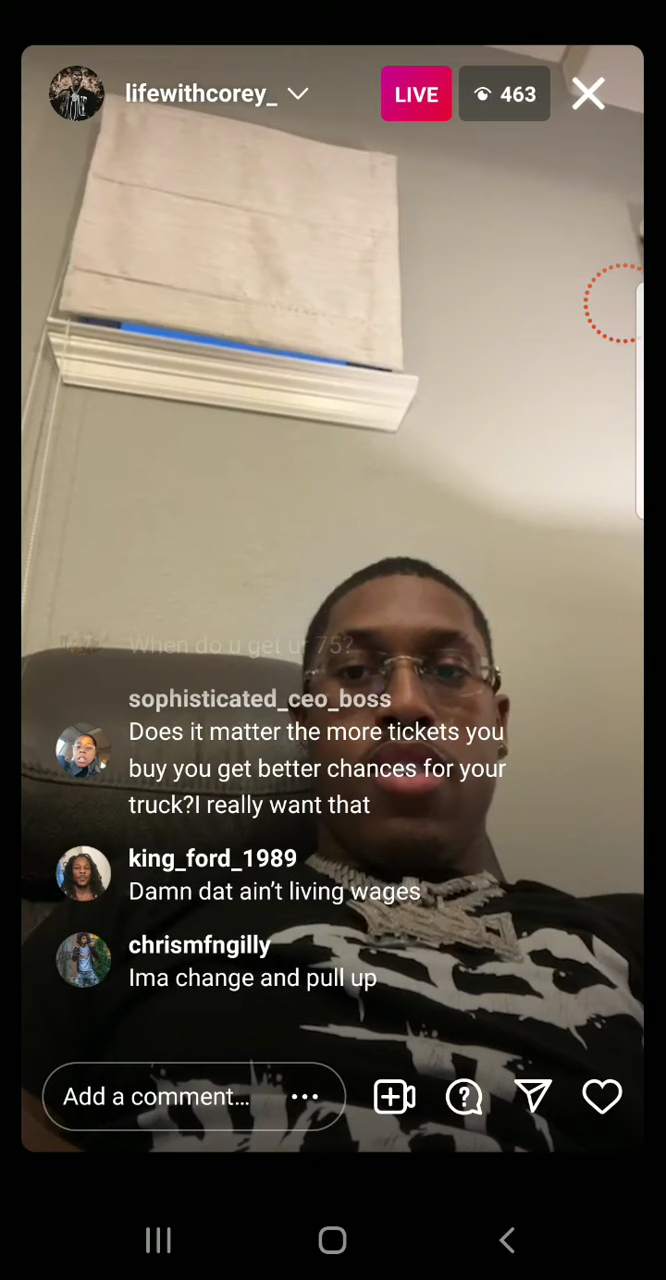 lifewithcorey_
LIVE
463
When do u get ur 75?
sophisticated_ceo_boss
Does it matter the more tickets you
buy you get better chances for your
truck?I really want that
king_ford_1989
Damn dat ain't living wages
chrismfngilly
Ima change and pull up
Add a comment...